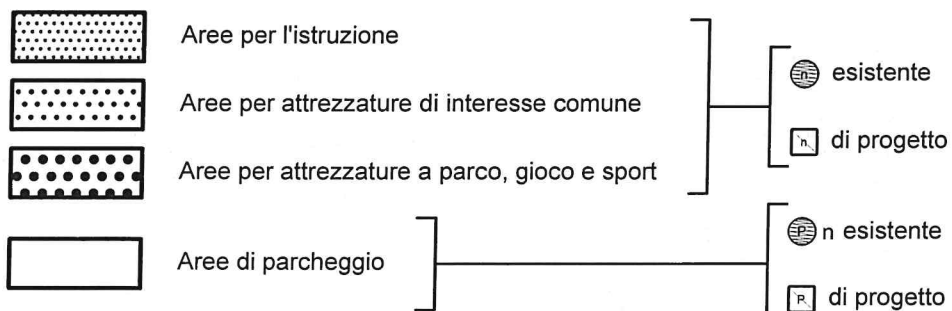 Aree per l'istruzione
n esistente
Aree per attrezzature di interesse comune
n di progetto
Aree per attrezzature a parco, gioco e sport
P n esistente
Aree di parcheggio
P di progetto